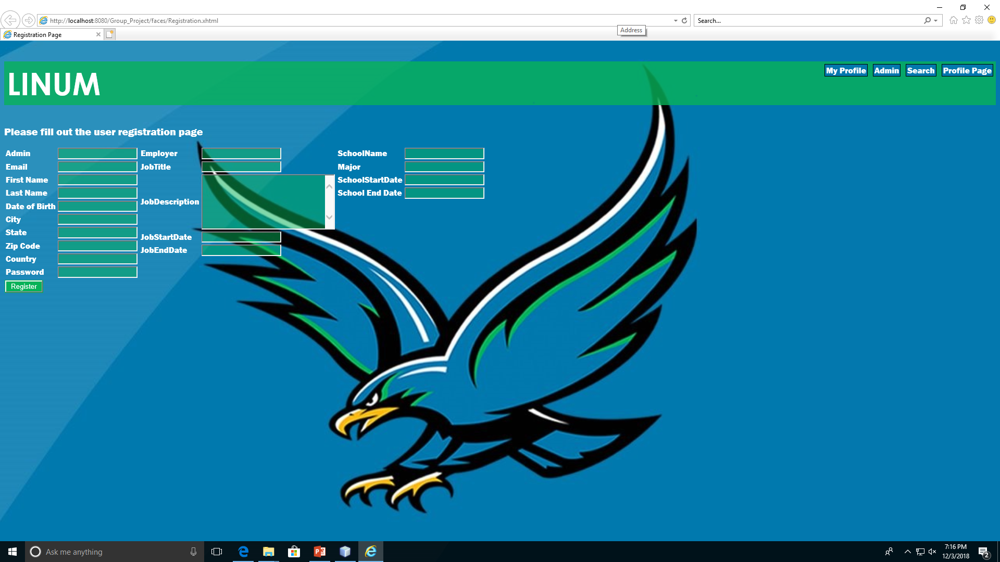 http://localhost:8080/Group_Project/faces/Registration.xhtml
Search...
Registration Page
Address
LINUM
My Profile Admin Search Profile Page
Please fill out the user registration page
Admin Employer SchoolName
Email JobTitle Major
First Name SchoolStartDate
Last Name School End Date
JobDescription
Date of Birth
City
State
JobStartDate
Zip Code
JobEndDate
Country
Password
Register
Ask me anything
7:16 PM
12/3/2018
2